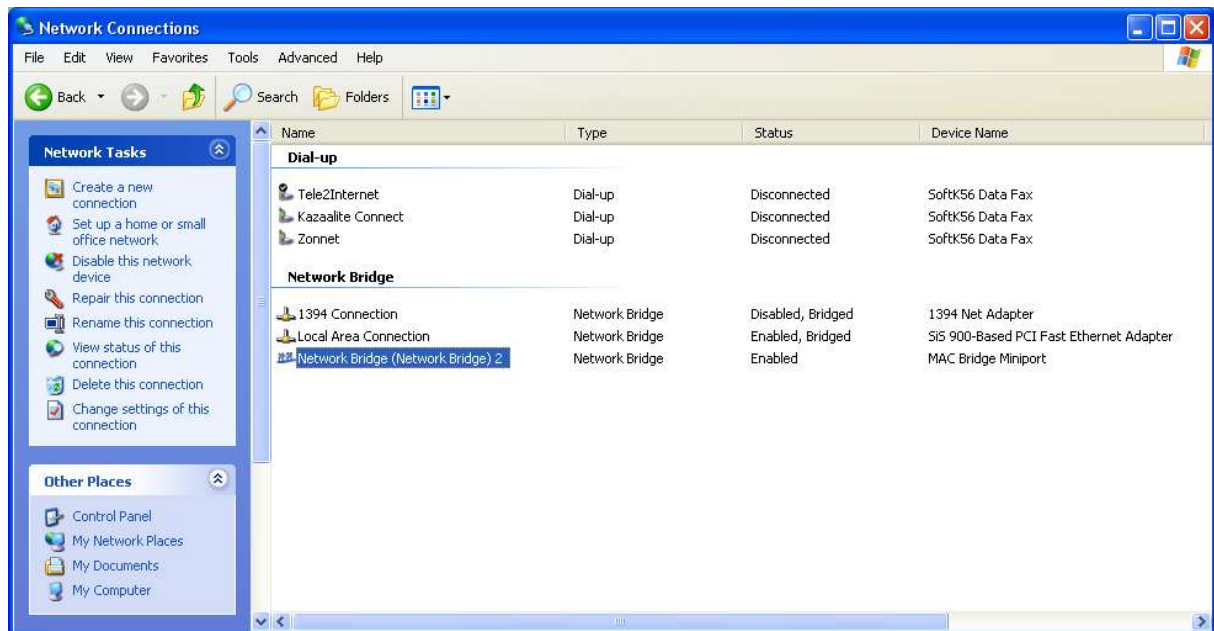 Network Connections
File Edit View Favorites Tools Advanced Help
Back Search Folders
Network Tasks
Create a new
connection
Set up a home or small
office network
Disable this network
device
Repair this connection
Rename this connection
View status of this
connection
Delete this connection
Change settings of this
connection
Other Places
Control Panel
My Network Places
My Documents
My Computer
Name Type Status Device Name
Dial-up
Tele2Internet Dial-up Disconnected SoftK56 Data Fax
Kazaalite Connect Dial-up Disconnected SoftK56 Data Fax
Zonnet Dial-up Disconnected SoftK56 Data Fax
Network Bridge
1394 Connection Network Bridge Disabled, Bridged 1394 Net Adapter
Local Area Connection Network Bridge Enabled, Bridged SiS 900-Based PCI Fast Ethernet Adapter
Network Bridge (Network Bridge) 2 Network Bridge Enabled MAC Bridge Miniport